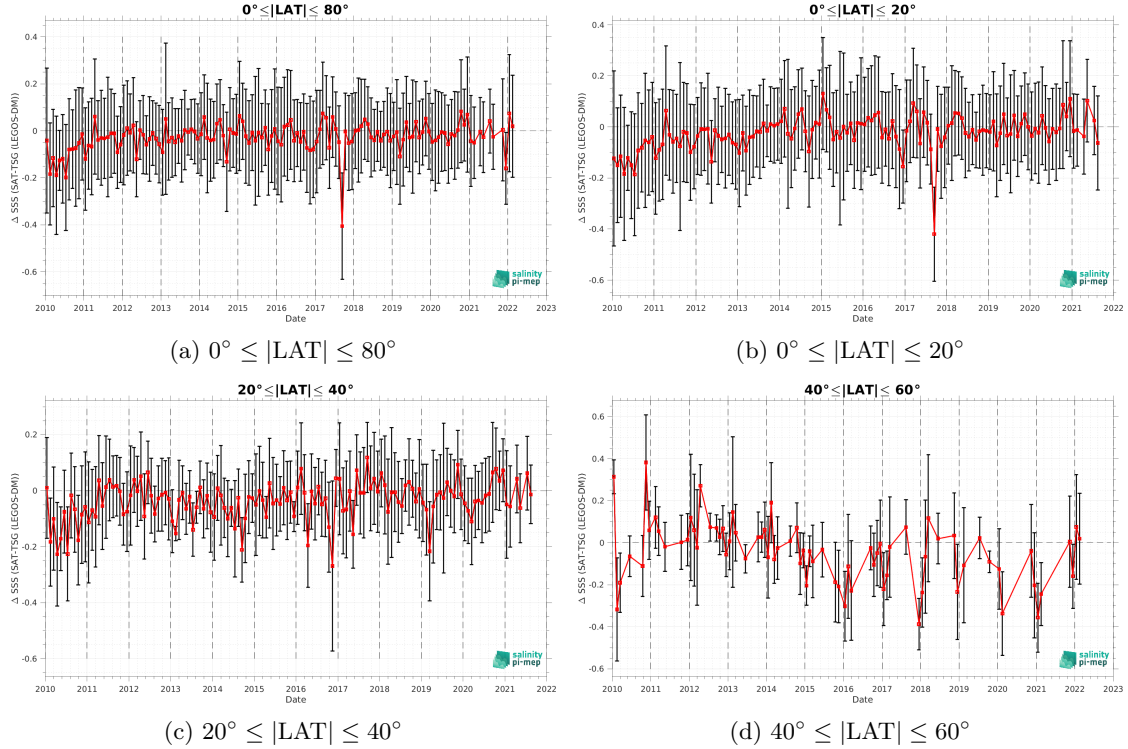 0°≤|LAT|≤ 80°
Δ SSS (SAT-TSG (LEGOS-DM))
0.4
0.2
0
-0.2
-0.4
-0.6
2010 2011 2012 2013 2014 2015 2016 2017 2018 2019 2020 2021 2022 2023
Date
salinity
pi-mep
(a) 0° ≤ |LAT| ≤ 80°
0°≤|LAT|≤ 20°
Δ SSS (SAT-TSG (LEGOS-DM))
0.4
0.2
0
-0.2
-0.4
-0.6
2010 2011 2012 2013 2014 2015 2016 2017 2018 2019 2020 2021 2022
Date
salinity
pi-mep
(b) 0° ≤ |LAT| ≤ 20°
20°≤|LAT|≤ 40°
Δ SSS (SAT-TSG (LEGOS-DM))
0.2
0
-0.2
-0.4
-0.6
2010 2011 2012 2013 2014 2015 2016 2017 2018 2019 2020 2021 2022
Date
salinity
pi-mep
(c) 20° ≤ |LAT| ≤ 40°
40°≤|LAT|≤ 60°
Δ SSS (SAT-TSG (LEGOS-DM))
0.6
0.4
0.2
0
-0.2
-0.4
-0.6
2010 2011 2012 2013 2014 2015 2016 2017 2018 2019 2020 2021 2022 2023
Date
salinity
pi-mep
(d) 40° ≤ |LAT| ≤ 60°